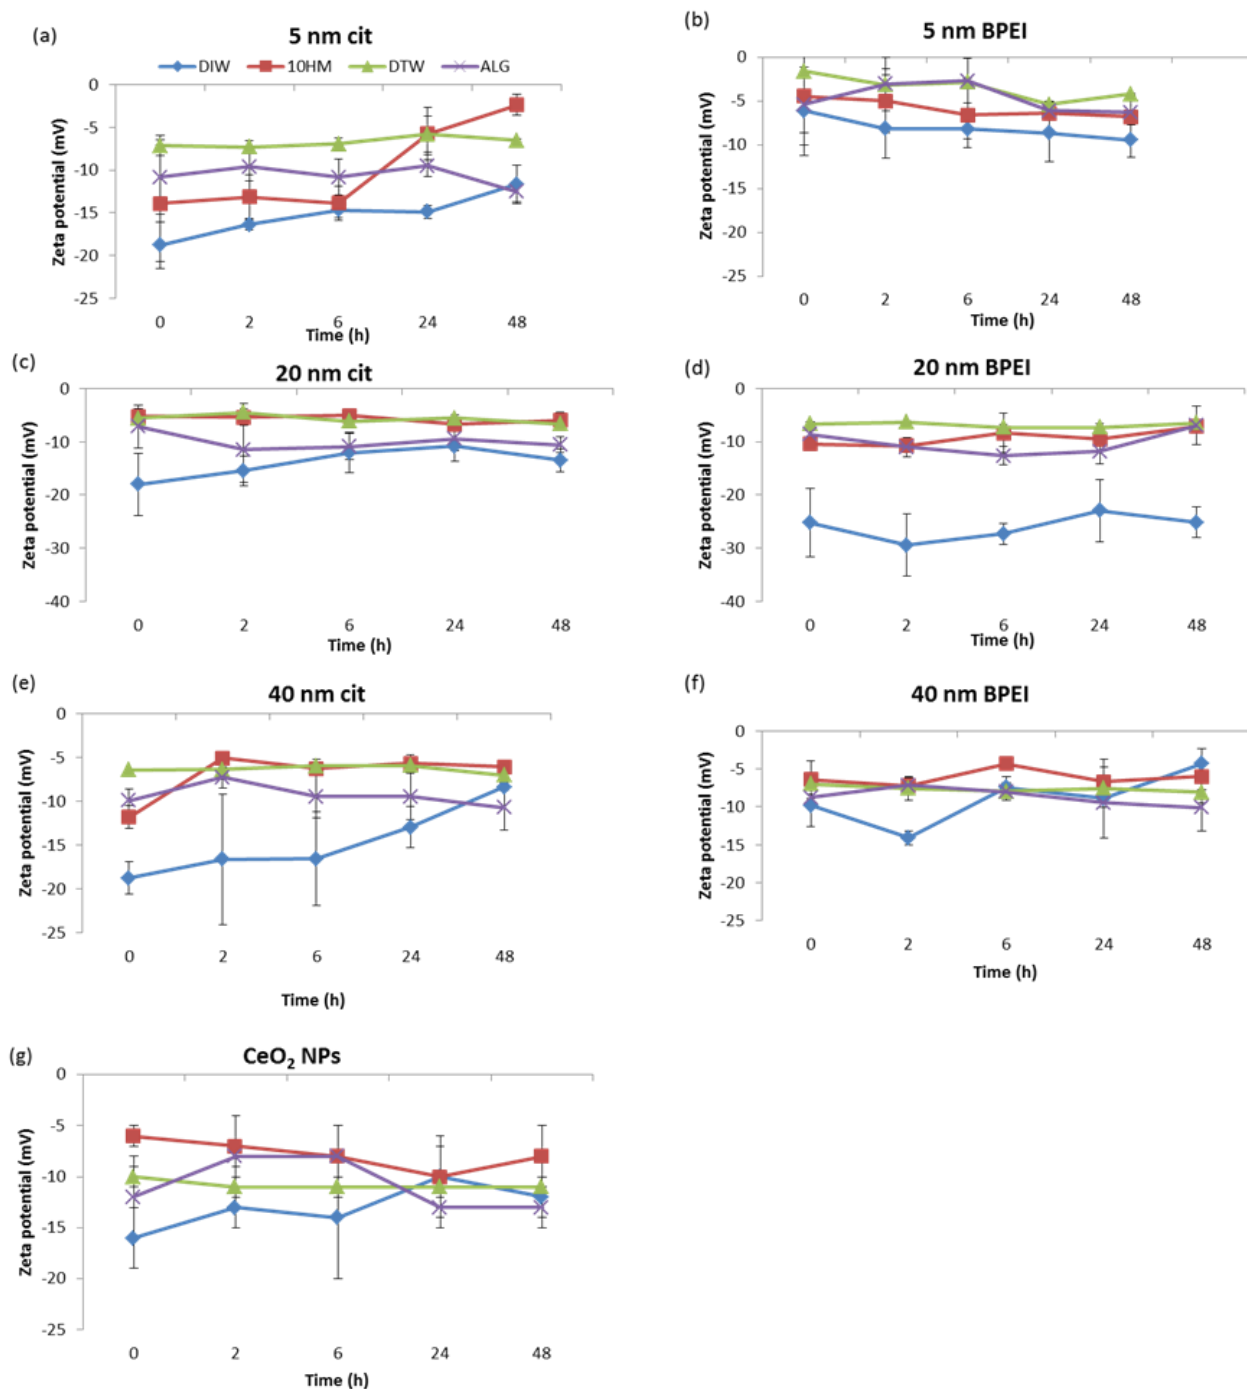 (a)
5 nm cit
DIW 10HM DTW ALG
Zeta potential (mV)
0
-5
-10
-15
-20
-25
0 2 6 24 48
Time (h)
(b)
5 nm BPEI
Zeta potential (mV)
0
-5
-10
-15
-20
-25
0 2 6 24 48
Time (h)
(c)
20 nm cit
Zeta potential (mV)
0
-10
-20
-30
-40
0 2 6 24 48
Time (h)
(d)
20 nm BPEI
Zeta potential (mV)
0
-10
-20
-30
-40
0 2 6 24 48
Time (h)
(e)
40 nm cit
Zeta potential (mV)
0
-5
-10
-15
-20
-25
0 2 6 24 48
Time (h)
(f)
40 nm BPEI
Zeta potential (mV)
0
-5
-10
-15
-20
-25
0 2 6 24 48
Time (h)
(g)
CeO₂ NPs
Zeta potential (mV)
0
-5
-10
-15
-20
-25
0 2 6 24 48
Time (h)